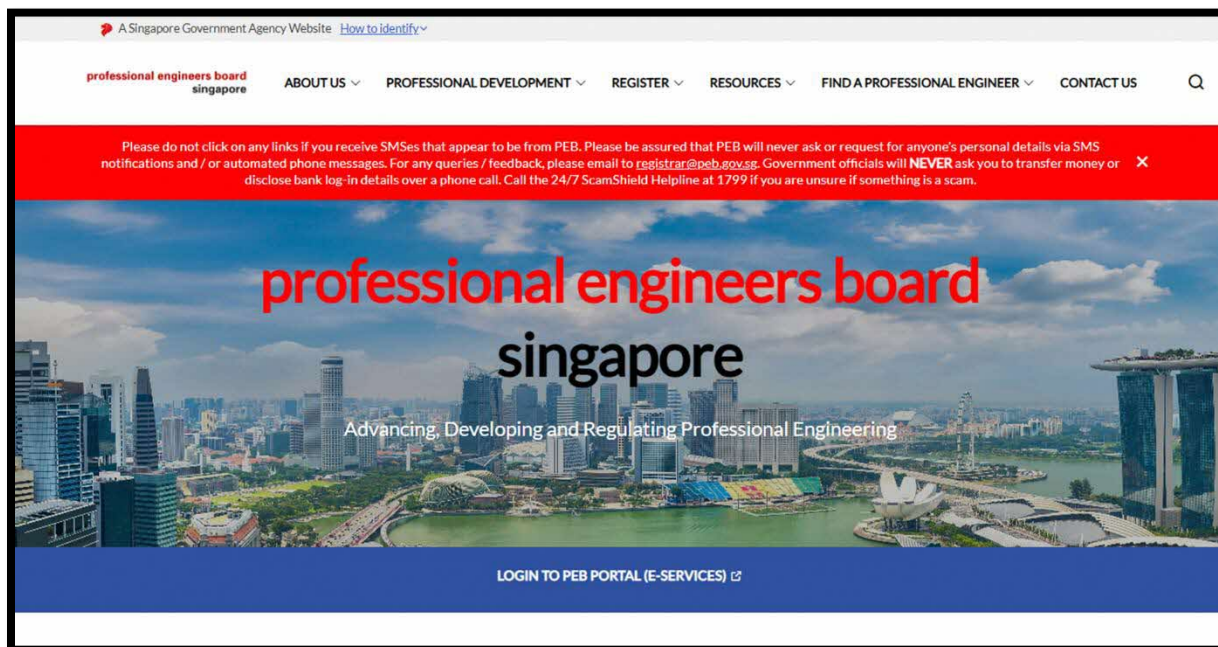 A Singapore Government Agency Website How to identify
professional engineers board
singapore
ABOUT US PROFESSIONAL DEVELOPMENT REGISTER RESOURCES FIND A PROFESSIONAL ENGINEER CONTACT US
Please do not click on any links if you receive SMSes that appear to be from PEB. Please be assured that PEB will never ask or request for anyone's personal details via SMS
notifications and / or automated phone messages. For any queries / feedback, please email to registrar@peb.gov.sg. Government officials will NEVER ask you to transfer money or
disclose bank log-in details over a phone call. Call the 24/7 ScamShield Helpline at 1799 if you are unsure if something is a scam.
professional engineers board
singapore
Advancing, Developing and Regulating Professional Engineering
LOGIN TO PEB PORTAL (E-SERVICES)